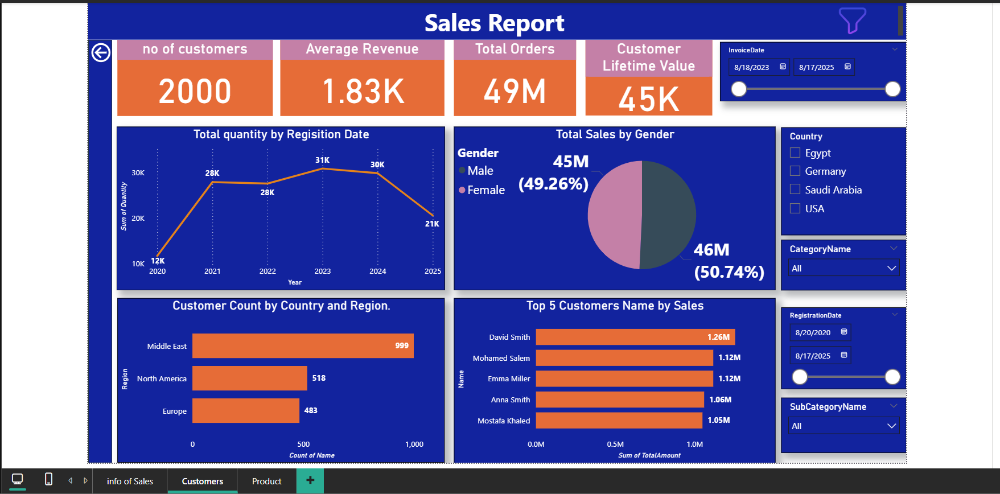 Sales Report
no of customers
2000
Average Revenue
1.83K
Total Orders
49M
Customer
Lifetime Value
45K
InvoiceDate
8/18/2023
8/17/2025
Total quantity by Regisition Date
Sum of Quantity
30K
20K
10K
12K
28K
28K
31K
30K
21K
2020
2021
2022
2023
2024
2025
Year
Total Sales by Gender
Gender
Male
Female
45M
(49.26%)
46M
(50.74%)
Country
Egypt
Germany
Saudi Arabia
USA
CategoryName
All
Customer Count by Country and Region.
Region
Middle East
999
North America
518
Europe
483
0
500
1,000
Count of Name
Top 5 Customers Name by Sales
Name
David Smith
1.26M
Mohamed Salem
1.12M
Emma Miller
1.12M
Anna Smith
1.06M
Mostafa Khaled
1.05M
0.0M
0.5M
1.0M
Sum of TotalAmount
RegistrationDate
8/20/2020
8/17/2025
SubCategoryName
All
info of Sales
Customers
Product
+